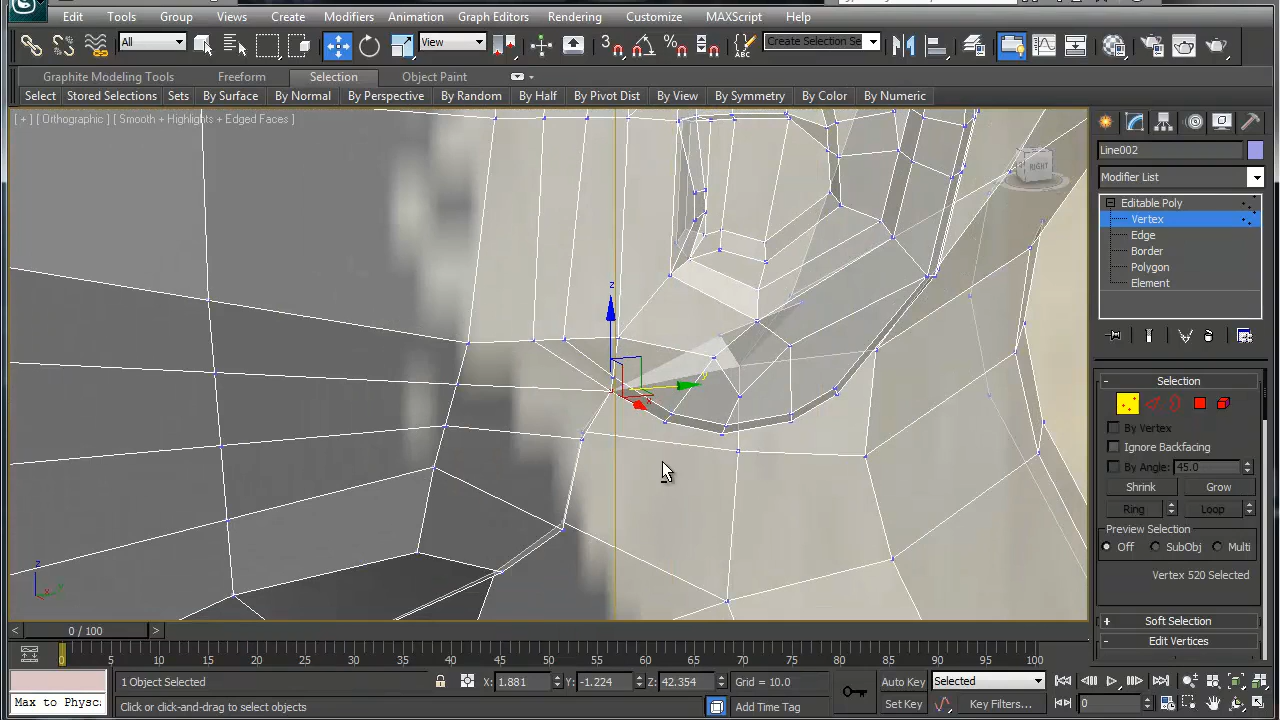 Edit Tools Group Views Create Modifiers Animation Graph Editors Rendering Customize MAXScript Help
All View 3 ABC Create Selection Se
Graphite Modeling Tools Freeform Selection Object Paint
Select Stored Selections Sets By Surface By Normal By Perspective By Random By Half By Pivot Dist By View By Symmetry By Color By Numeric
[ + ] [ Orthographic ] [ Smooth + Highlights + Edged Faces ]
RIGHT
z
y
x
z
x
y
Line002
Modifier List
Editable Poly
Vertex
Edge
Border
Polygon
Element
- Selection
By Vertex
Ignore Backfacing
By Angle: 45.0
Shrink Grow
Ring Loop
Preview Selection
Off SubObj Multi
Vertex 520 Selected
+ Soft Selection
- Edit Vertices
< 0 / 100 >
0 5 10 15 20 25 30 35 40 45 50 55 60 65 70 75 80 85 90 95 100
1 Object Selected X: 1.881 Y: -1.224 Z: 42.354 Grid = 10.0 Auto Key Selected
Max to Physc Click or click-and-drag to select objects Add Time Tag Set Key Key Filters... 0